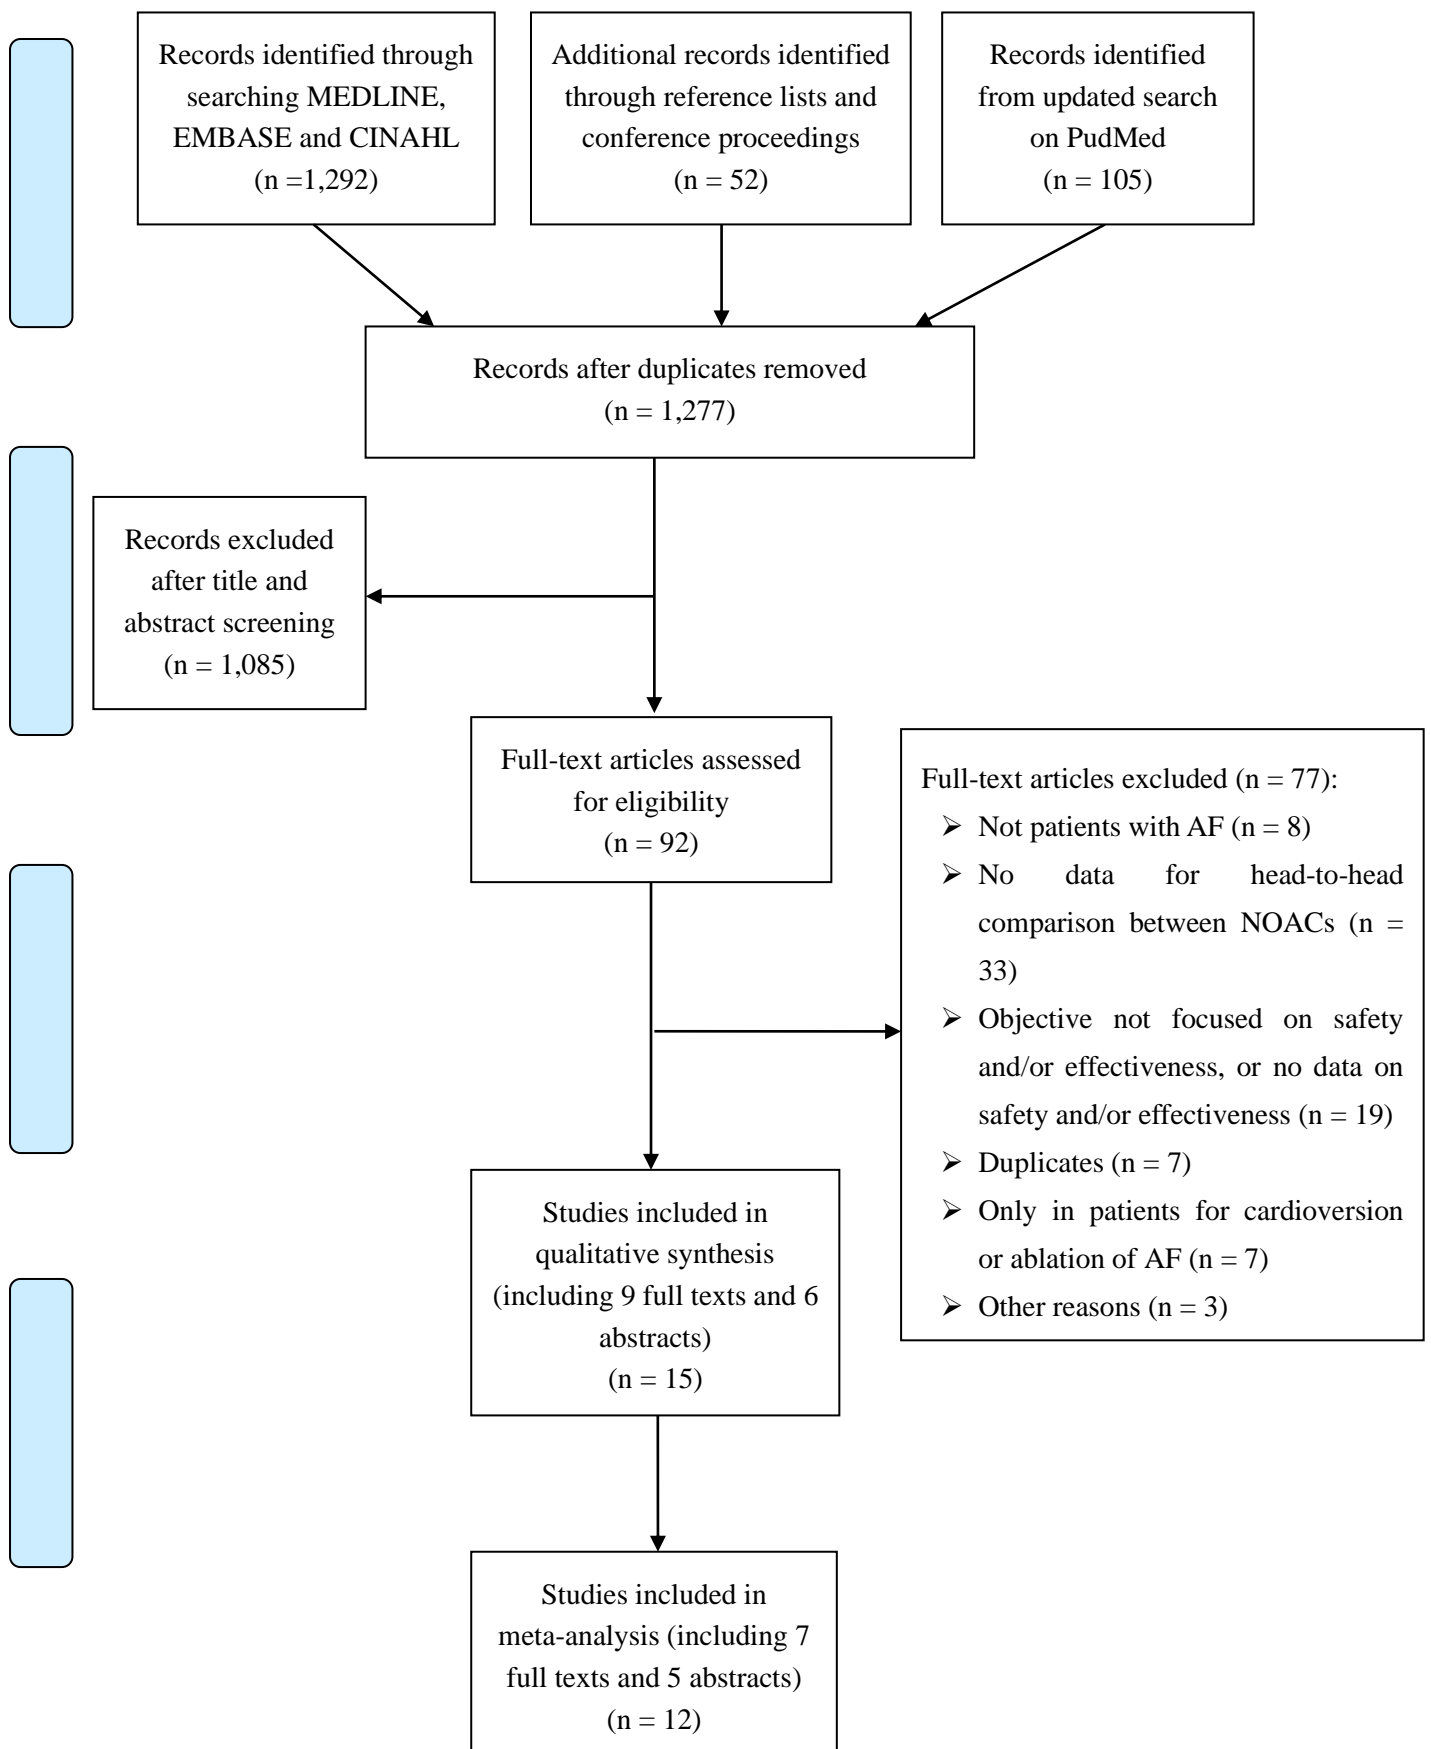 Records identified through
searching MEDLINE,
EMBASE and CINAHL
(n =1,292)
Additional records identified
through reference lists and
conference proceedings
(n = 52)
Records identified
from updated search
on PudMed
(n = 105)
Records after duplicates removed
(n = 1,277)
Records excluded
after title and
abstract screening
(n = 1,085)
Full-text articles assessed
for eligibility
(n = 92)
Full-text articles excluded (n = 77):
➢ Not patients with AF (n = 8)
➢ No data for head-to-head
comparison between NOACs (n =
33)
➢ Objective not focused on safety
and/or effectiveness, or no data on
safety and/or effectiveness (n = 19)
➢ Duplicates (n = 7)
➢ Only in patients for cardioversion
or ablation of AF (n = 7)
➢ Other reasons (n = 3)
Studies included in
qualitative synthesis
(including 9 full texts and 6
abstracts)
(n = 15)
Studies included in
meta-analysis (including 7
full texts and 5 abstracts)
(n = 12)